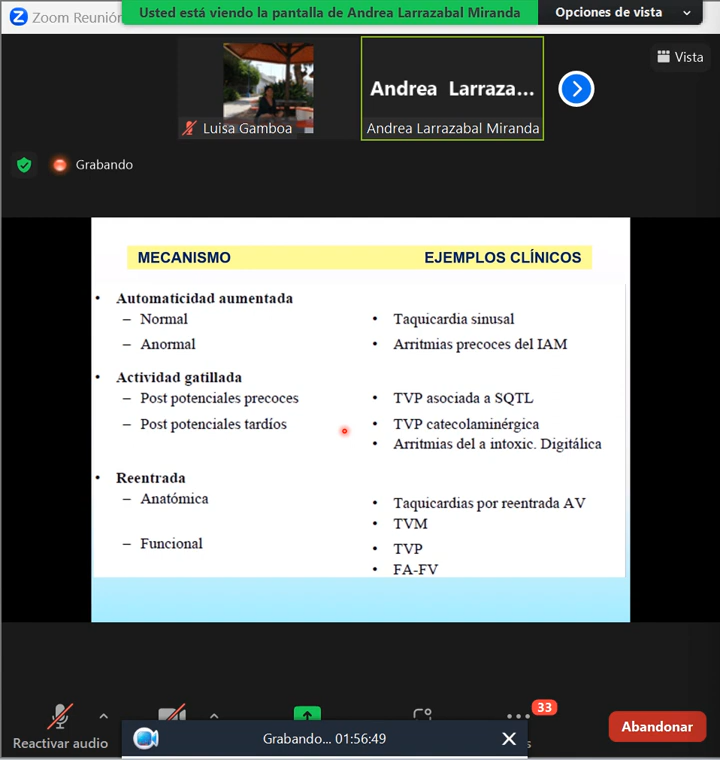 Zoom Reunión
Usted está viendo la pantalla de Andrea Larrazabal Miranda
Opciones de vista
Luisa Gamboa
Andrea Larraza...
Andrea Larrazabal Miranda
Vista
Grabando
MECANISMO EJEMPLOS CLÍNICOS
• Automaticidad aumentada
– Normal • Taquicardia sinusal
– Anormal • Arritmias precoces del IAM
• Actividad gatillada
– Post potenciales precoces • TVP asociada a SQTL
– Post potenciales tardíos • TVP catecolaminérgica
• Arritmias del a intoxic. Digitálica
• Reentrada
– Anatómica • Taquicardias por reentrada AV
• TVM
– Funcional • TVP
• FA-FV
33
Reactivar audio
Grabando... 01:56:49
Abandonar